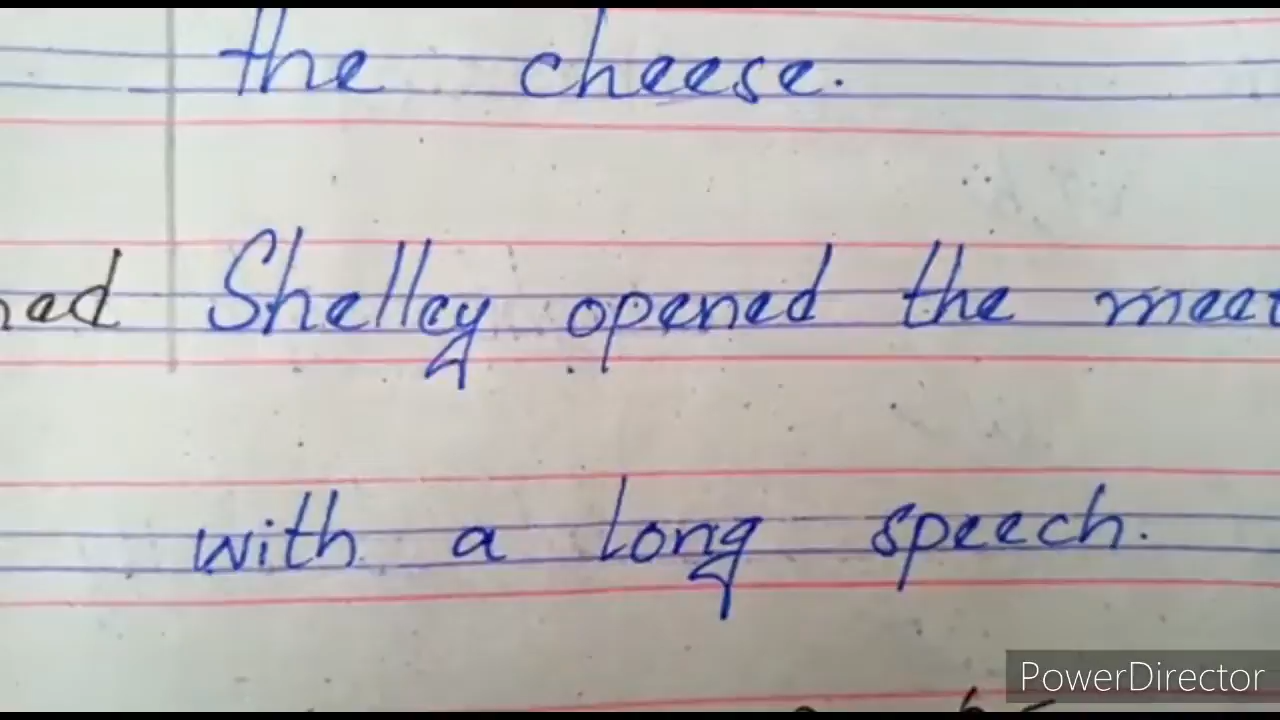 the cheese.
Shelley opened the
with a long speech.
PowerDirector